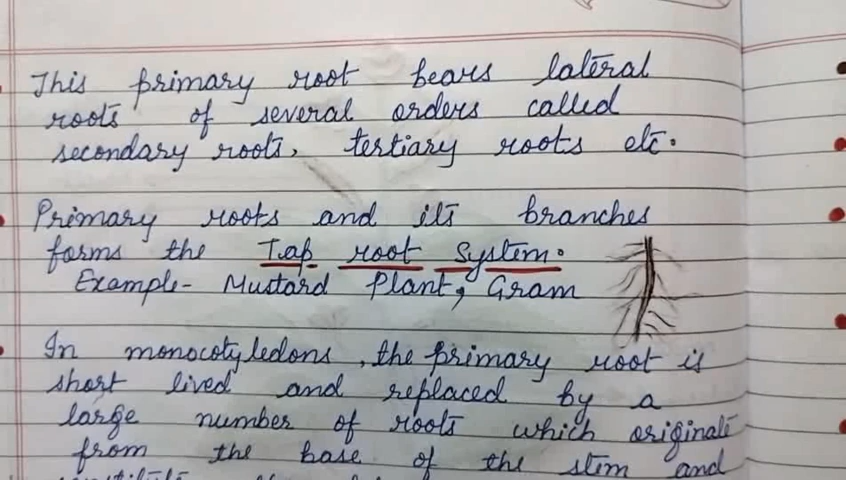 This primary root bears lateral
roots of several orders called
secondary roots, tertiary roots etc.
Primary roots and its branches
forms the Tap root System.
Example- Mustard Plant, Gram
In monocotyledons, the primary root is
short lived and replaced by a
large number of roots which originate
from the base of the stem and
constitute the